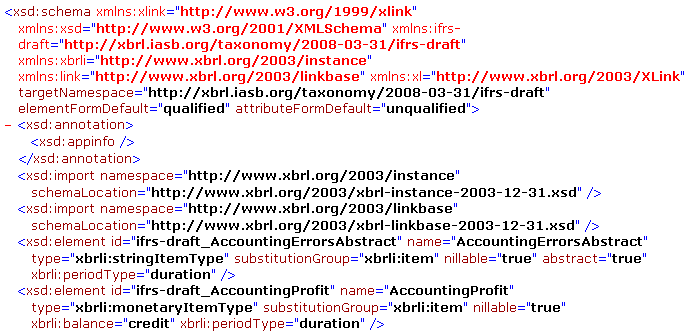 <xsd:schema xmlns:xlink="http://www.w3.org/1999/xlink"
xmlns:xsd="http://www.w3.org/2001/XMLSchema" xmlns:ifrs-
draft="http://xbrl.iasb.org/taxonomy/2008-03-31/ifrs-draft"
xmlns:xbrli="http://www.xbrl.org/2003/instance"
xmlns:link="http://www.xbrl.org/2003/linkbase" xmlns:xl="http://www.xbrl.org/2003/XLink"
targetNamespace="http://xbrl.iasb.org/taxonomy/2008-03-31/ifrs-draft"
elementFormDefault="qualified" attributeFormDefault="unqualified">
- <xsd:annotation>
<xsd:appinfo />
</xsd:annotation>
<xsd:import namespace="http://www.xbrl.org/2003/instance"
schemaLocation="http://www.xbrl.org/2003/xbrl-instance-2003-12-31.xsd" />
<xsd:import namespace="http://www.xbrl.org/2003/linkbase"
schemaLocation="http://www.xbrl.org/2003/xbrl-linkbase-2003-12-31.xsd" />
<xsd:element id="ifrs-draft_AccountingErrorsAbstract" name="AccountingErrorsAbstract"
type="xbrli:stringItemType" substitutionGroup="xbrli:item" nillable="true" abstract="true"
xbrli:periodType="duration" />
<xsd:element id="ifrs-draft_AccountingProfit" name="AccountingProfit"
type="xbrli:monetaryItemType" substitutionGroup="xbrli:item" nillable="true"
xbrli:balance="credit" xbrli:periodType="duration" />